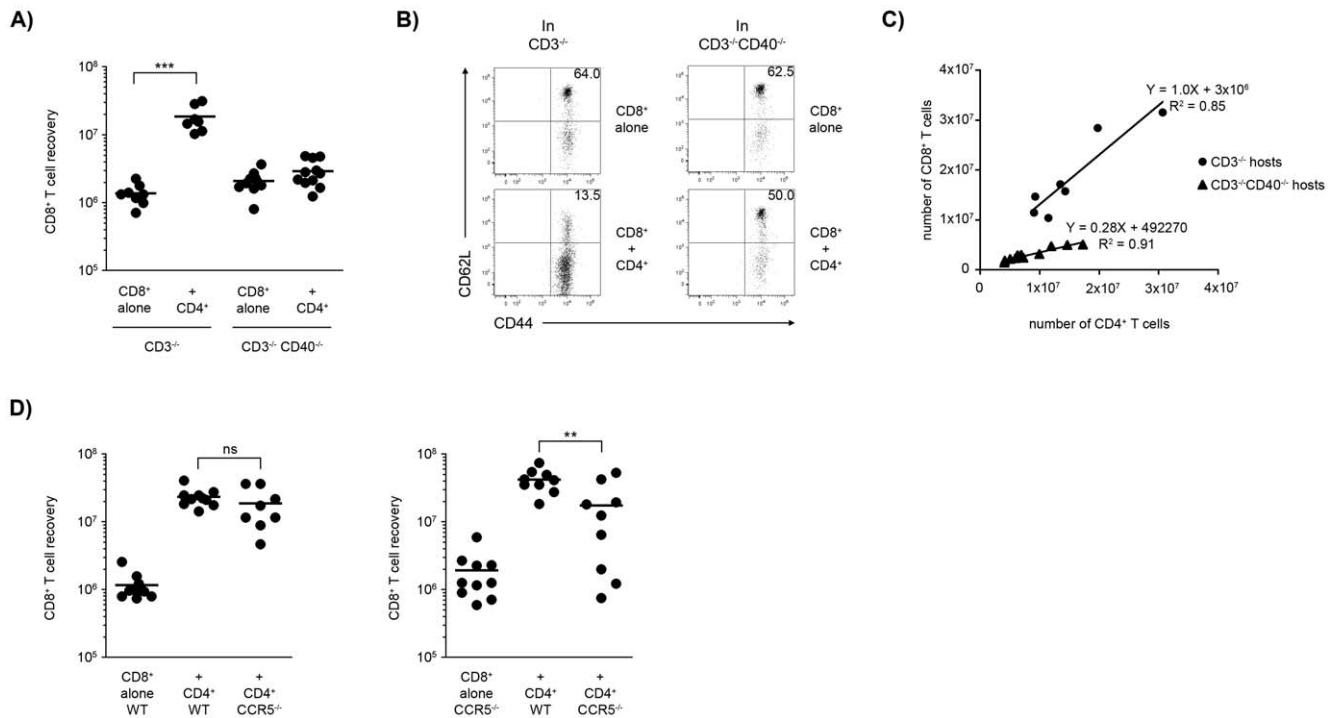 A)
CD8⁺ T cell recovery
10⁸
10⁷
10⁶
10⁵
***
CD8⁺
alone
+
CD4⁺
CD8⁺
alone
+
CD4⁺
CD3⁻/⁻
CD3⁻/⁻ CD40⁻/⁻
B)
In
CD3⁻/⁻
In
CD3⁻/⁻CD40⁻/⁻
64.0
CD8⁺
alone
62.5
CD8⁺
alone
13.5
CD8⁺
+
CD4⁺
50.0
CD8⁺
+
CD4⁺
CD62L
CD44
C)
number of CD8⁺ T cells
4x10⁷
3x10⁷
2x10⁷
1x10⁷
0
0
1x10⁷
2x10⁷
3x10⁷
4x10⁷
number of CD4⁺ T cells
Y = 1.0X + 3x10⁶
R² = 0.85
CD3⁻/⁻ hosts
CD3⁻/⁻CD40⁻/⁻ hosts
Y = 0.28X + 492270
R² = 0.91
D)
CD8⁺ T cell recovery
10⁸
10⁷
10⁶
10⁵
ns
CD8⁺
alone
WT
+
CD4⁺
WT
+
CD4⁺
CCR5⁻/⁻
CD8⁺ T cell recovery
10⁸
10⁷
10⁶
10⁵
**
CD8⁺
alone
CCR5⁻/⁻
+
CD4⁺
WT
+
CD4⁺
CCR5⁻/⁻